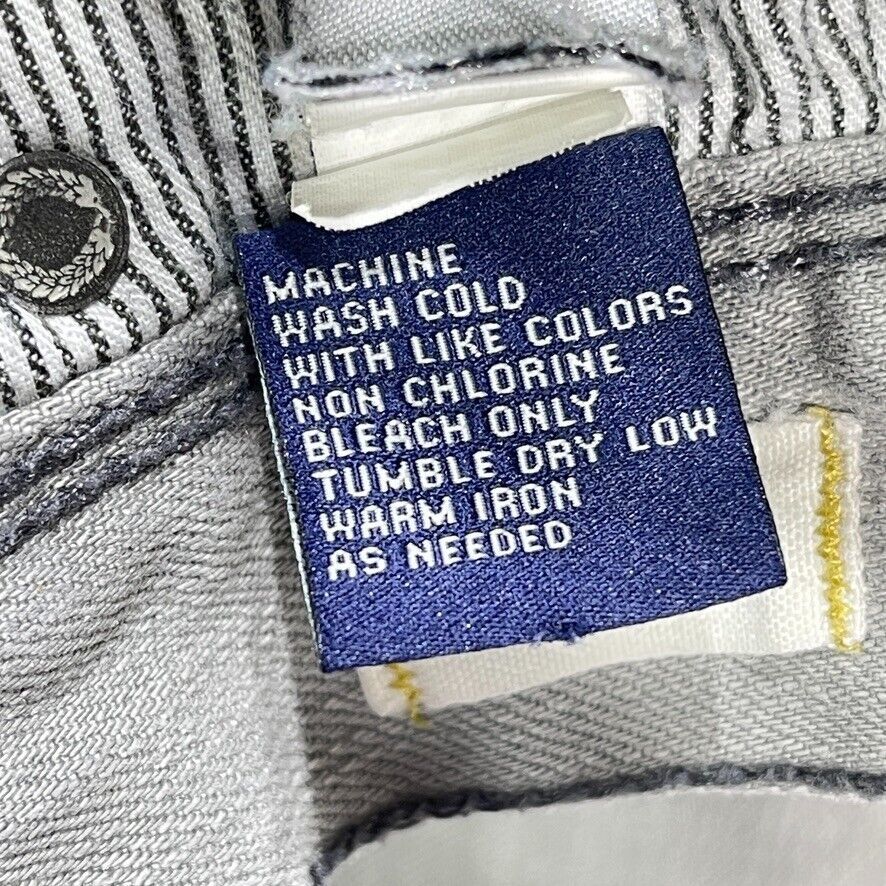 MACHINE
WASH COLD
WITH LIKE COLORS
NON CHLORINE
BLEACH ONLY
TUMBLE DRY LOW
WARM IRON
AS NEEDED